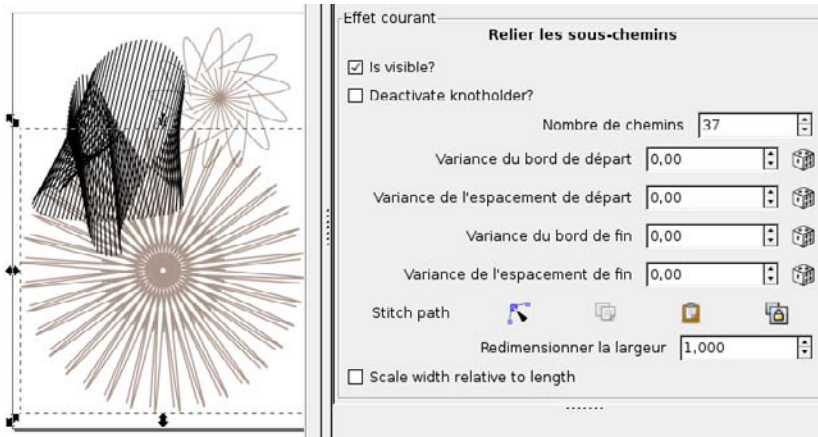 Effet courant
Relier les sous-chemins
Is visible?
Deactivate knotholder?
Nombre de chemins 37
Variance du bord de départ 0,00
Variance de l'espacement de départ 0,00
Variance du bord de fin 0,00
Variance de l'espacement de fin 0,00
Stitch path
Redimensionner la largeur 1,000
Scale width relative to length